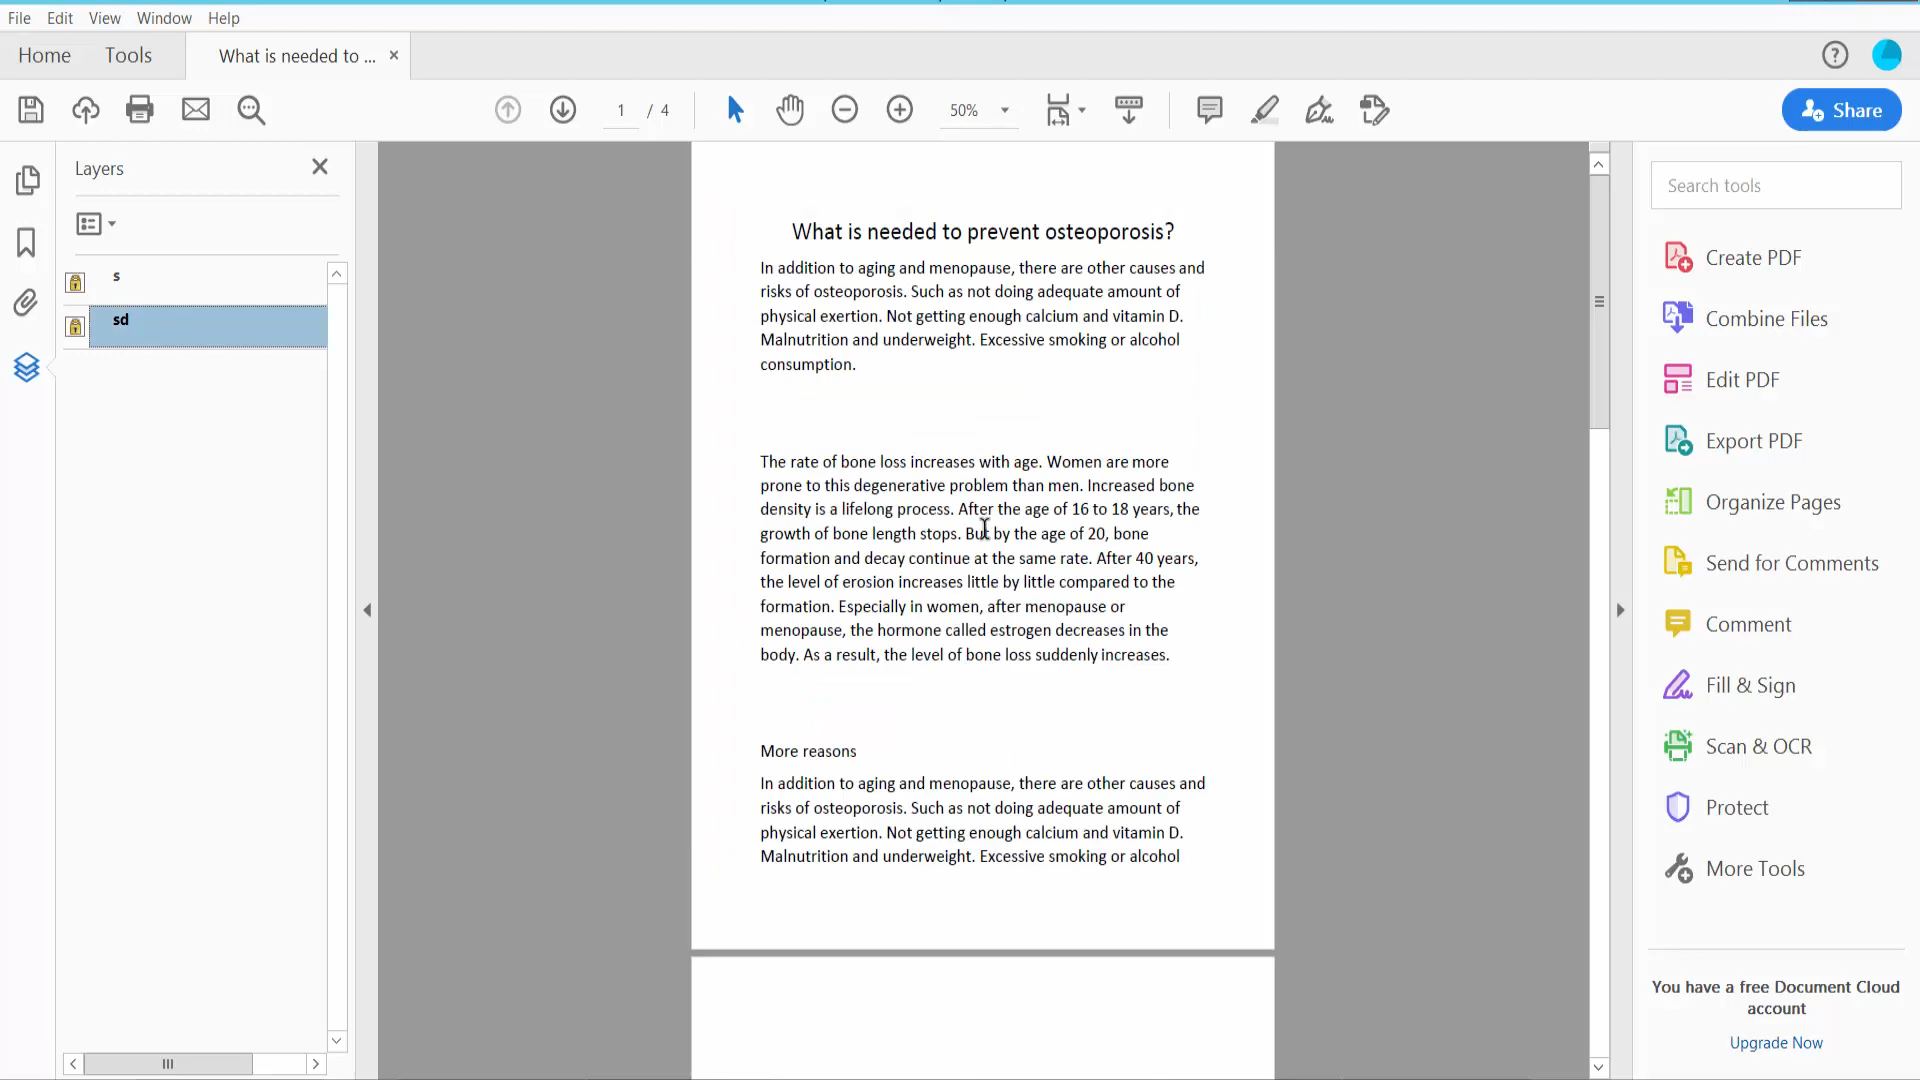 File Edit View Window Help
Home Tools What is needed to ... ×
1 / 4 50% Share
Layers
s
sd
What is needed to prevent osteoporosis?
In addition to aging and menopause, there are other causes and
risks of osteoporosis. Such as not doing adequate amount of
physical exertion. Not getting enough calcium and vitamin D.
Malnutrition and underweight. Excessive smoking or alcohol
consumption.
The rate of bone loss increases with age. Women are more
prone to this degenerative problem than men. Increased bone
density is a lifelong process. After the age of 16 to 18 years, the
growth of bone length stops. But by the age of 20, bone
formation and decay continue at the same rate. After 40 years,
the level of erosion increases little by little compared to the
formation. Especially in women, after menopause or
menopause, the hormone called estrogen decreases in the
body. As a result, the level of bone loss suddenly increases.
More reasons
In addition to aging and menopause, there are other causes and
risks of osteoporosis. Such as not doing adequate amount of
physical exertion. Not getting enough calcium and vitamin D.
Malnutrition and underweight. Excessive smoking or alcohol
Search tools
Create PDF
Combine Files
Edit PDF
Export PDF
Organize Pages
Send for Comments
Comment
Fill & Sign
Scan & OCR
Protect
More Tools
You have a free Document Cloud
account
Upgrade Now